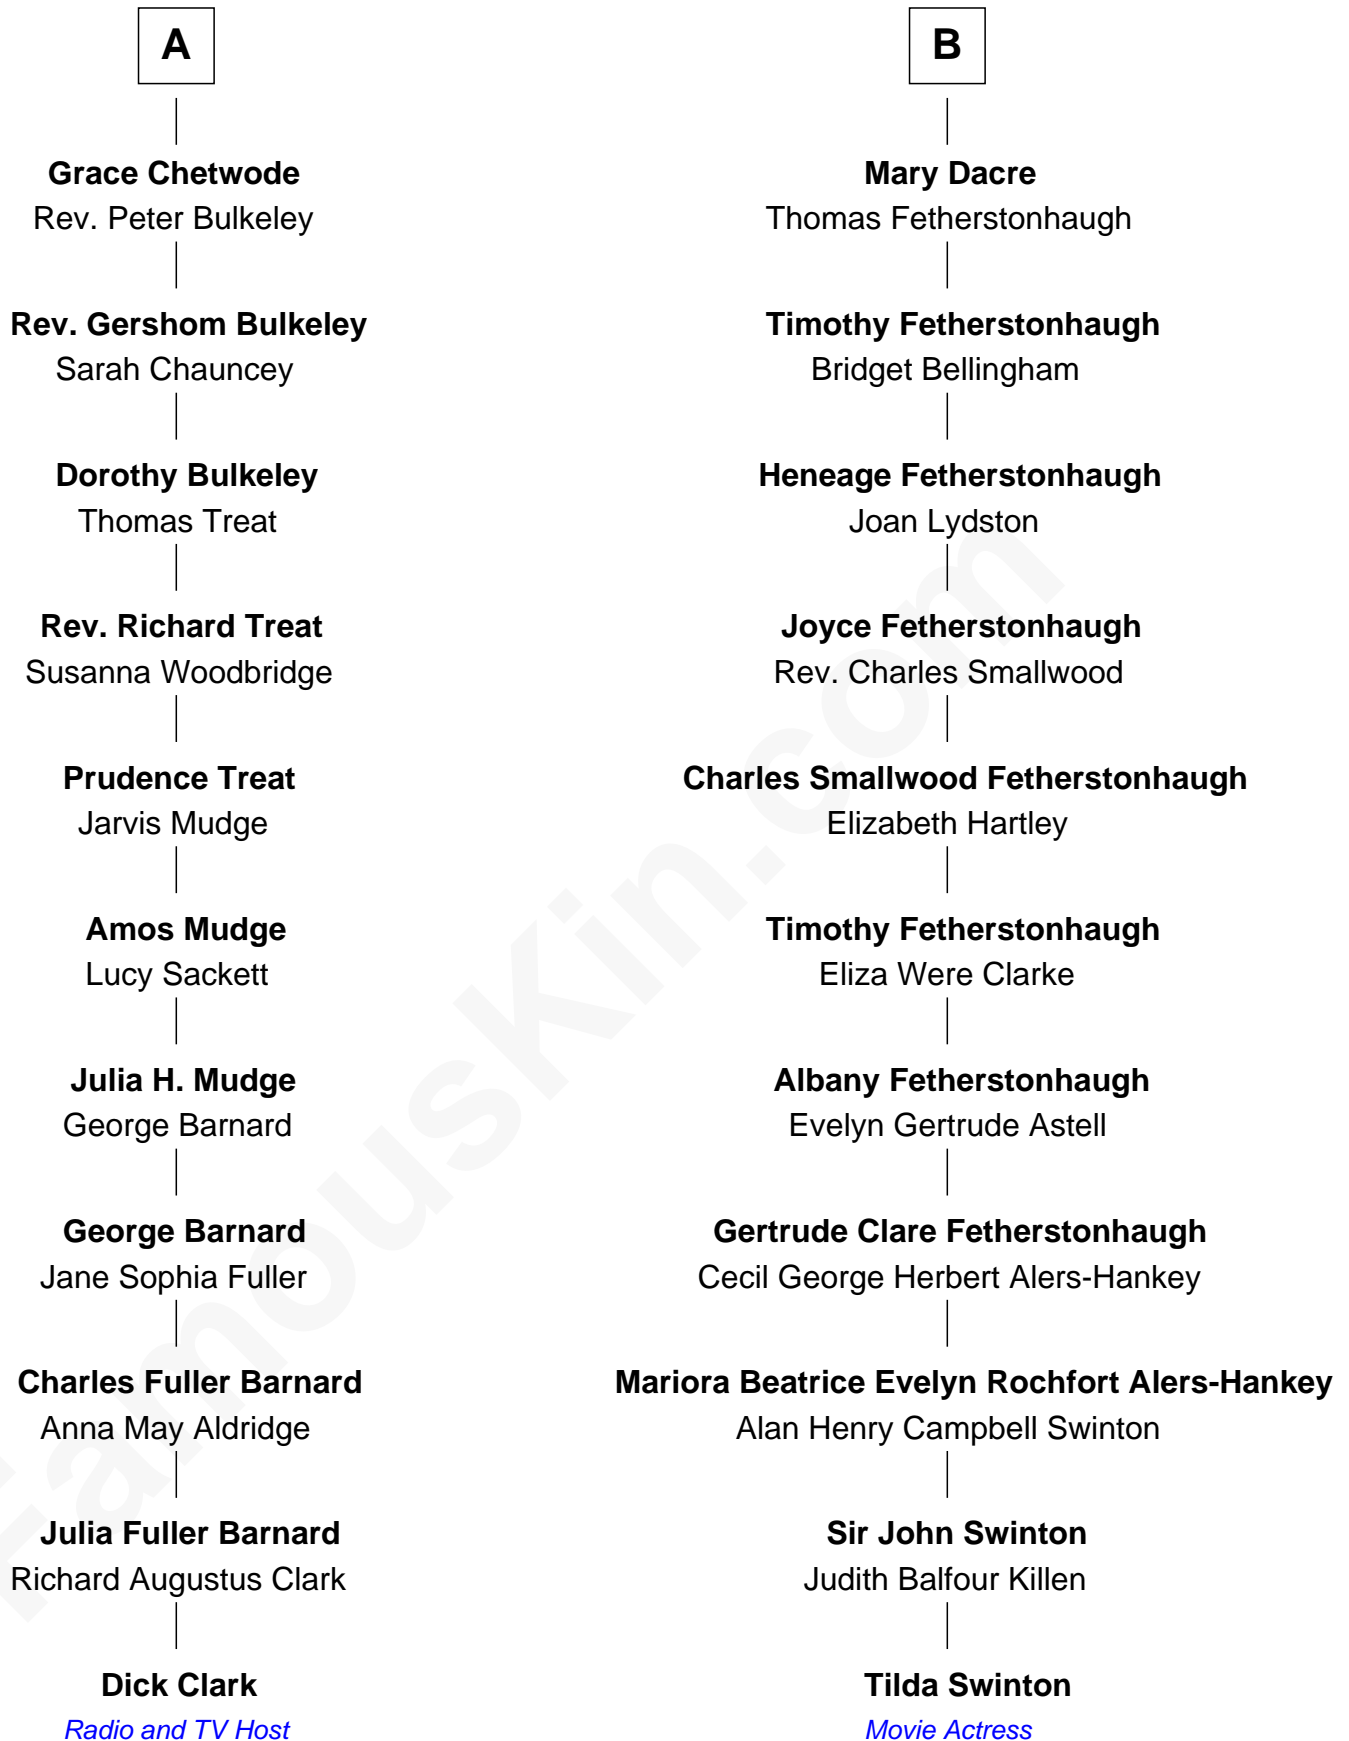 A
Grace Chetwode
Rev. Peter Bulkeley
Rev. Gershom Bulkeley
Sarah Chauncey
Dorothy Bulkeley
Thomas Treat
Rev. Richard Treat
Susanna Woodbridge
Prudence Treat
Jarvis Mudge
Amos Mudge
Lucy Sackett
Julia H. Mudge
George Barnard
George Barnard
Jane Sophia Fuller
Charles Fuller Barnard
Anna May Aldridge
Julia Fuller Barnard
Richard Augustus Clark
Dick Clark
Radio and TV Host
B
Mary Dacre
Thomas Fetherstonhaugh
Timothy Fetherstonhaugh
Bridget Bellingham
Heneage Fetherstonhaugh
Joan Lydston
Joyce Fetherstonhaugh
Rev. Charles Smallwood
Charles Smallwood Fetherstonhaugh
Elizabeth Hartley
Timothy Fetherstonhaugh
Eliza Were Clarke
Albany Fetherstonhaugh
Evelyn Gertrude Astell
Gertrude Clare Fetherstonhaugh
Cecil George Herbert Alers-Hankey
Mariora Beatrice Evelyn Rochfort Alers-Hankey
Alan Henry Campbell Swinton
Sir John Swinton
Judith Balfour Killen
Tilda Swinton
Movie Actress
FamousKin.com